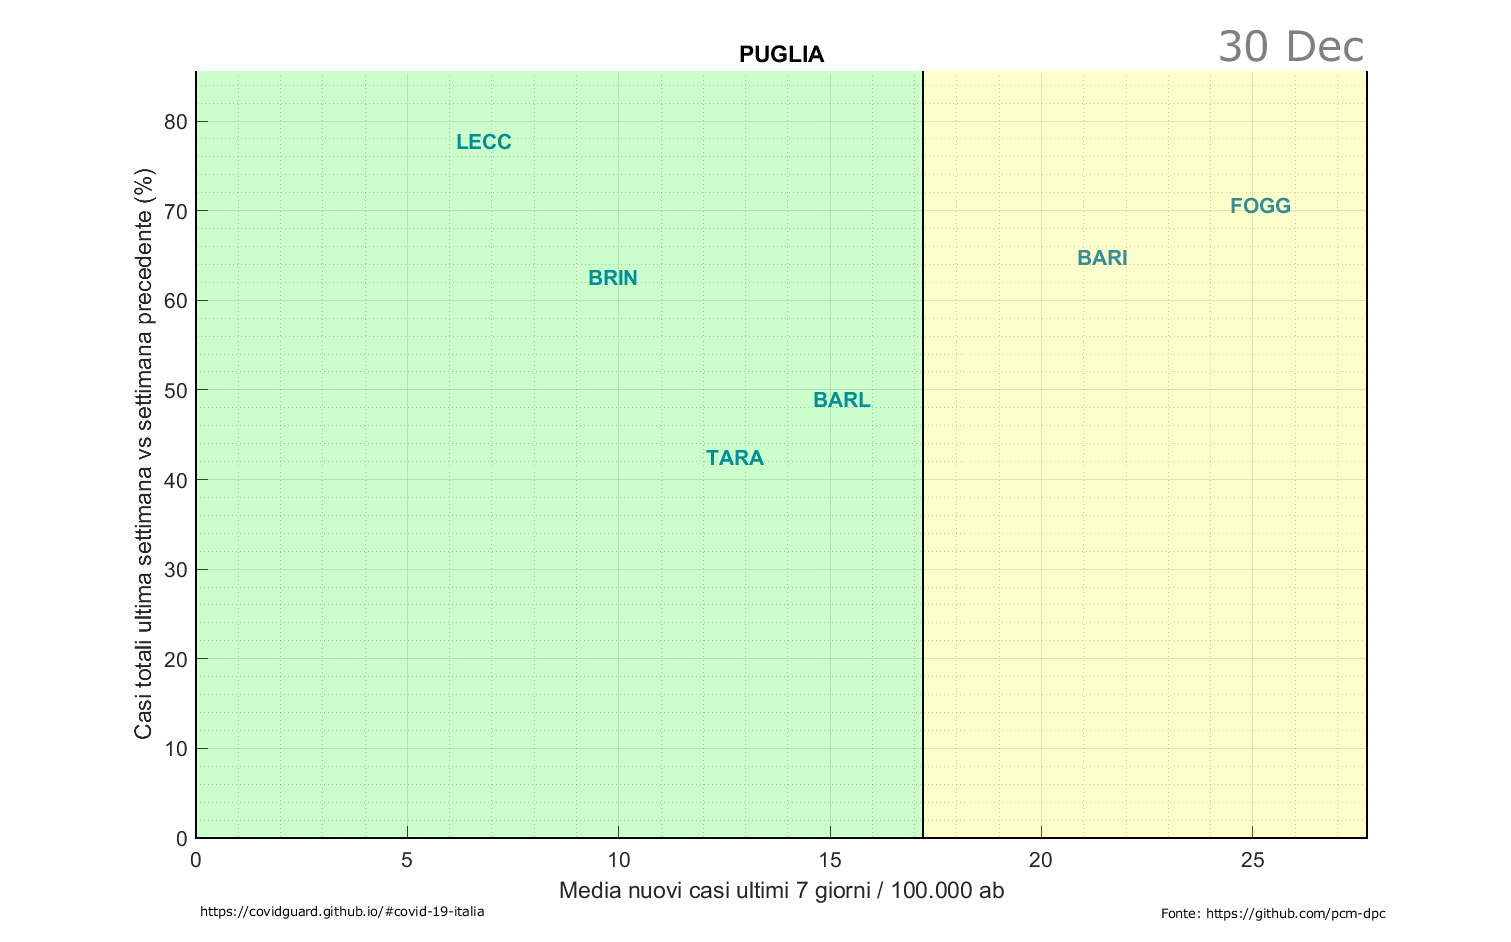 30 Dec
PUGLIA
80
70
60
50
40
30
20
10
0
Casi totali ultima settimana vs settimana precedente (%)
LECC
FOGG
BARI
BRIN
BARL
TARA
0 5 10 15 20 25
Media nuovi casi ultimi 7 giorni / 100.000 ab
https://covidguard.github.io/#covid-19-italia
Fonte: https://github.com/pcm-dpc